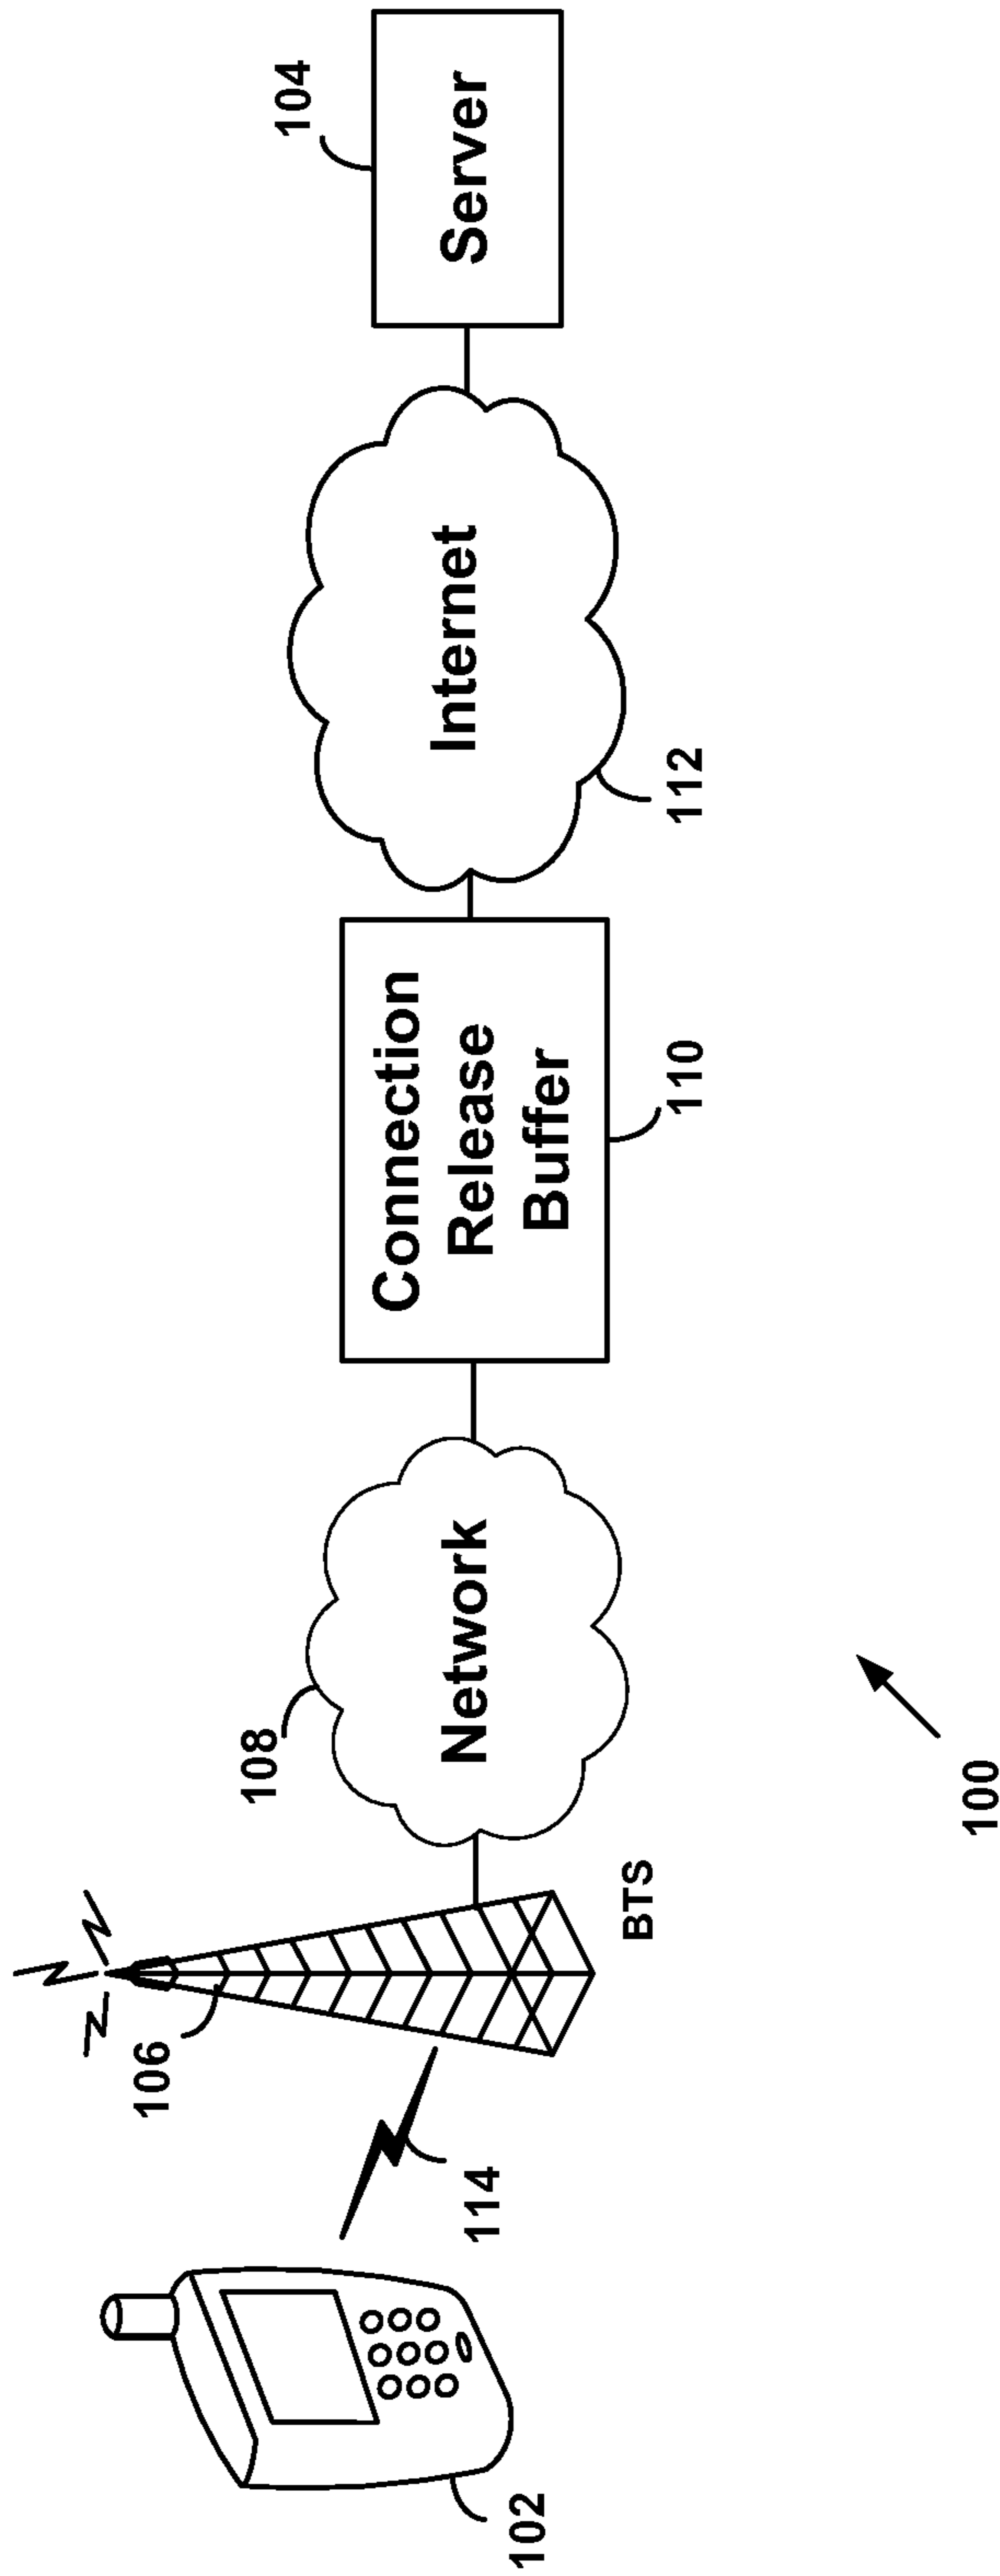 102
114
106
BTS
108
Network
Connection
Release
Buffer
110
Internet
112
Server
104
100